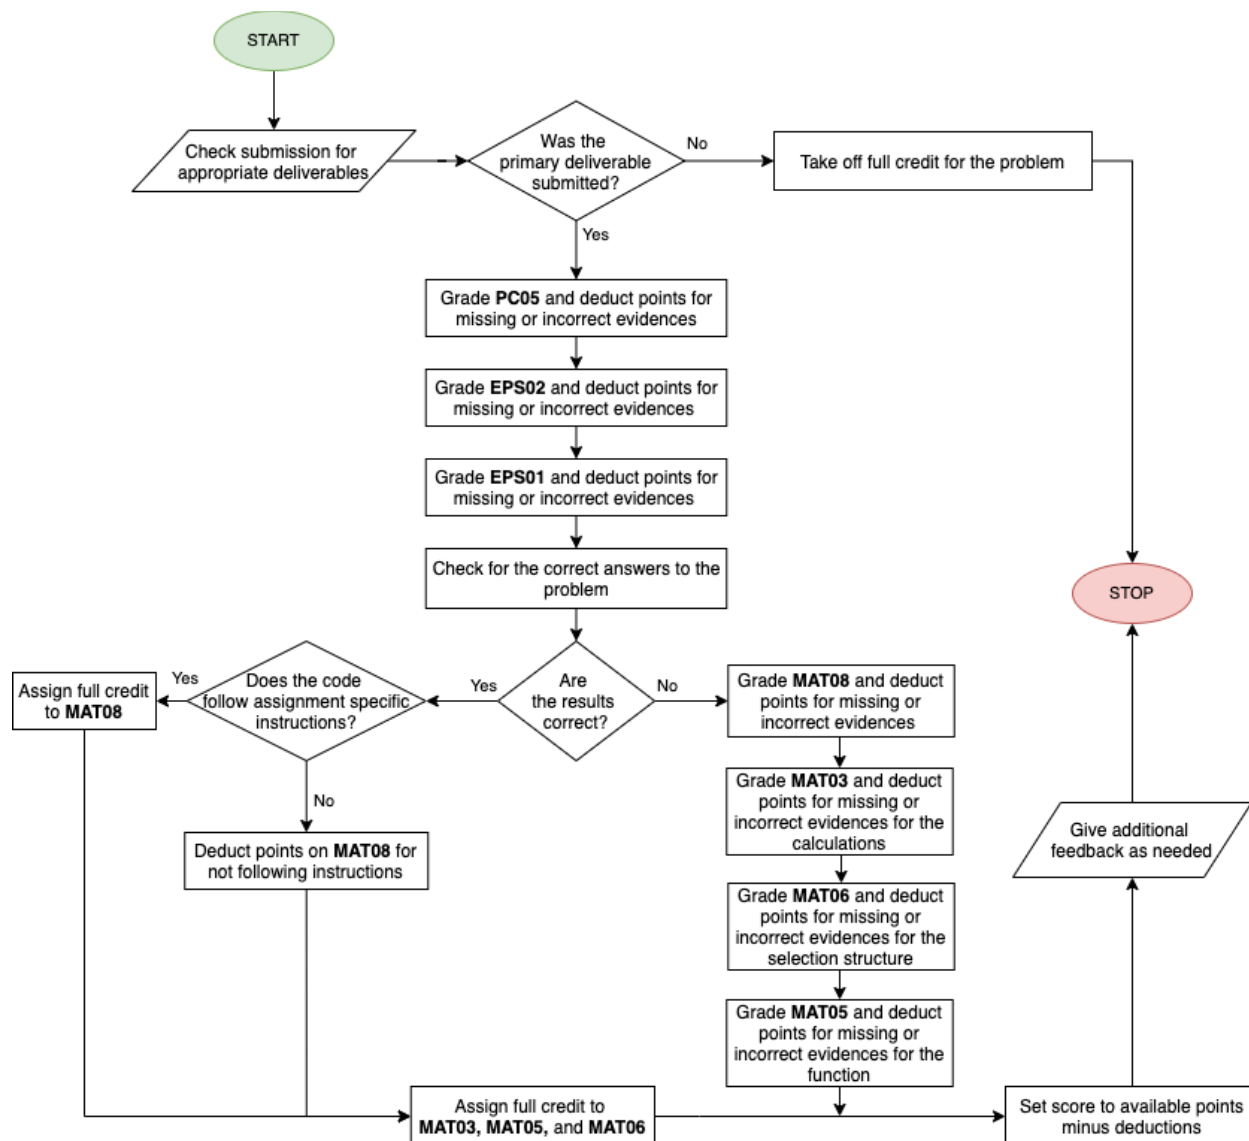 START
Check submission for
appropriate deliverables
Was the
primary deliverable
submitted?
No
Take off full credit for the problem
Yes
Grade PC05 and deduct points for
missing or incorrect evidences
Grade EPS02 and deduct points for
missing or incorrect evidences
Grade EPS01 and deduct points for
missing or incorrect evidences
Check for the correct answers to the
problem
STOP
Are
the results
correct?
Yes
No
Does the code
follow assignment specific
instructions?
Yes
Assign full credit
to MAT08
No
Deduct points on MAT08 for
not following instructions
Grade MAT08 and deduct
points for missing or
incorrect evidences
Grade MAT03 and deduct
points for missing or
incorrect evidences for the
calculations
Grade MAT06 and deduct
points for missing or
incorrect evidences for the
selection structure
Grade MAT05 and deduct
points for missing or
incorrect evidences for the
function
Assign full credit to
MAT03, MAT05, and MAT06
Set score to available points
minus deductions
Give additional
feedback as needed